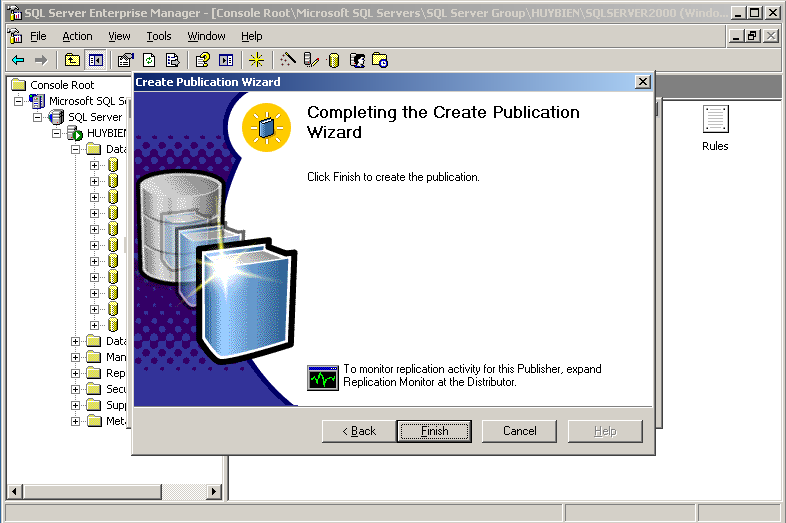 SQL Server Enterprise Manager - [Console Root\Microsoft SQL Servers\SQL Server Group\HUYBIEN\SQLSERVER2000 (Windo...
File Action View Tools Window Help
Console Root
Microsoft SQL Se
SQL Server
HUYBIEN
Data
Data
Man
Rep
Secu
Supp
Meta
Rules
Create Publication Wizard
Completing the Create Publication
Wizard
Click Finish to create the publication.
To monitor replication activity for this Publisher, expand
Replication Monitor at the Distributor.
< Back Finish Cancel Help